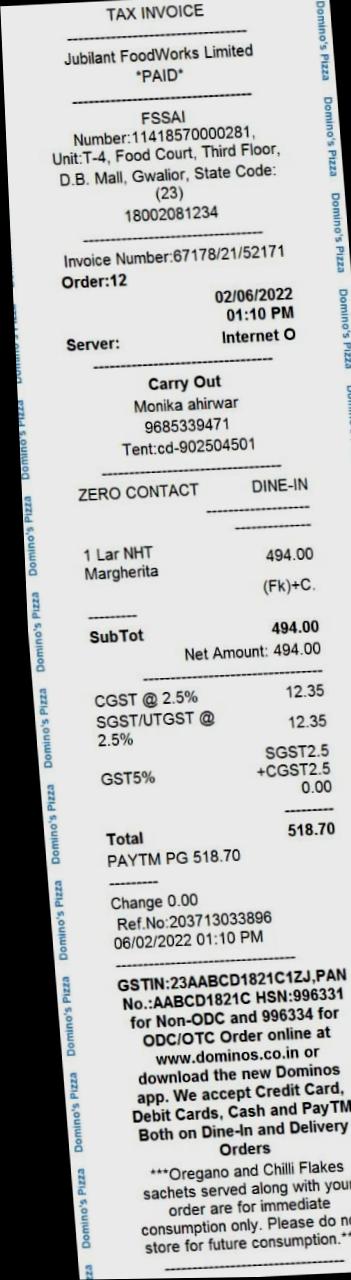 TAX INVOICE
Jubilant FoodWorks Limited
*PAID*
FSSAI
Number:11418570000281,
Unit:T-4, Food Court, Third Floor,
D.B. Mall, Gwalior, State Code:
(23)
18002081234
Invoice Number:67178/21/52171
Order:12
02/06/2022
01:10 PM
Server: Internet O
Carry Out
Monika ahirwar
9685339471
Tent:cd-902504501
ZERO CONTACT DINE-IN
1 Lar NHT 494.00
Margherita
(Fk)+C.
SubTot 494.00
Net Amount: 494.00
CGST @ 2.5% 12.35
SGST/UTGST @ 12.35
2.5%
SGST2.5
GST5% +CGST2.5
0.00
Total 518.70
PAYTM PG 518.70
Change 0.00
Ref.No:203713033896
06/02/2022 01:10 PM
GSTIN:23AABCD1821C1ZJ,PAN
No.:AABCD1821C HSN:996331
for Non-ODC and 996334 for
ODC/OTC Order online at
www.dominos.co.in or
download the new Dominos
app. We accept Credit Card,
Debit Cards, Cash and PayTM
Both on Dine-In and Delivery
Orders
***Oregano and Chilli Flakes
sachets served along with your
order are for immediate
consumption only. Please do no
store for future consumption.**
Domino's Pizza
Domino's Pizza
Domino's Pizza
Domino's Pizza
Domino's Pizza
Domino's Pizza
Domino's Pizza
Domino's Pizza
Domino's Pizza
Domino's Pizza
Domino's Pizza
Domino's Pizza
Domino's Pizza